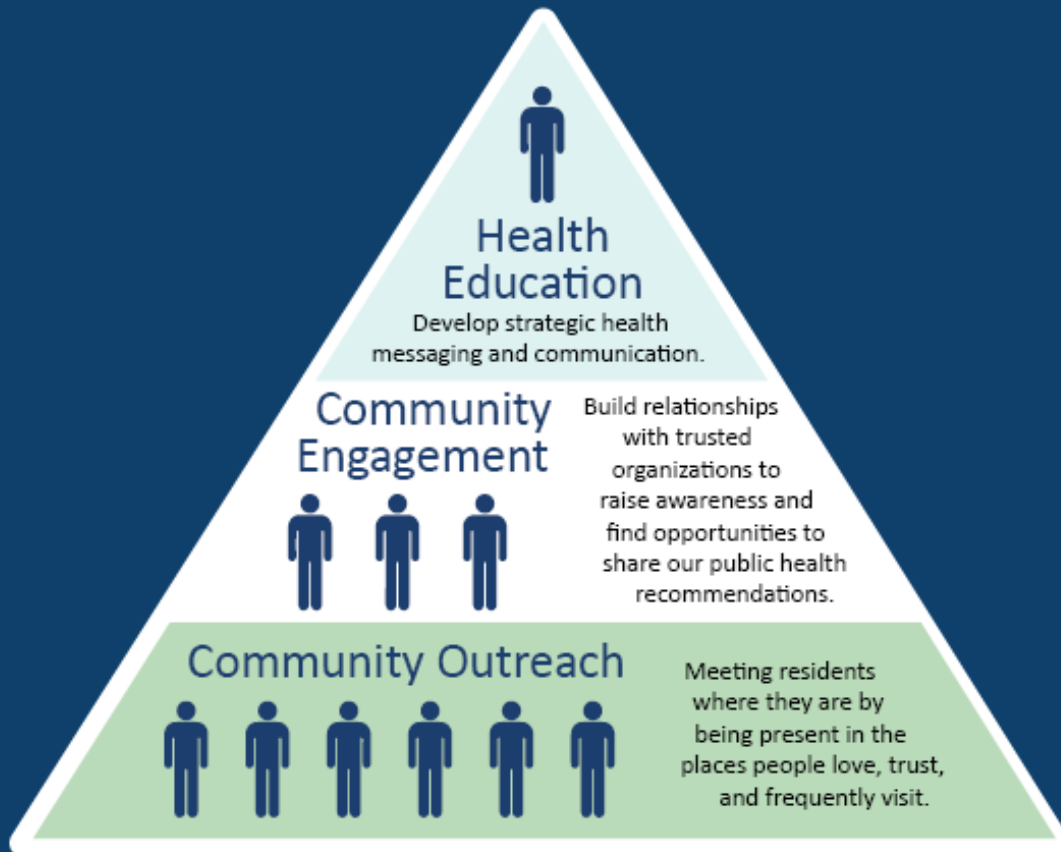 Health
Education
Develop strategic health
messaging and communication.
Community
Engagement
Build relationships
with trusted
organizations to
raise awareness and
find opportunities to
share our public health
recommendations.
Community Outreach
Meeting residents
where they are by
being present in the
places people love, trust,
and frequently visit.